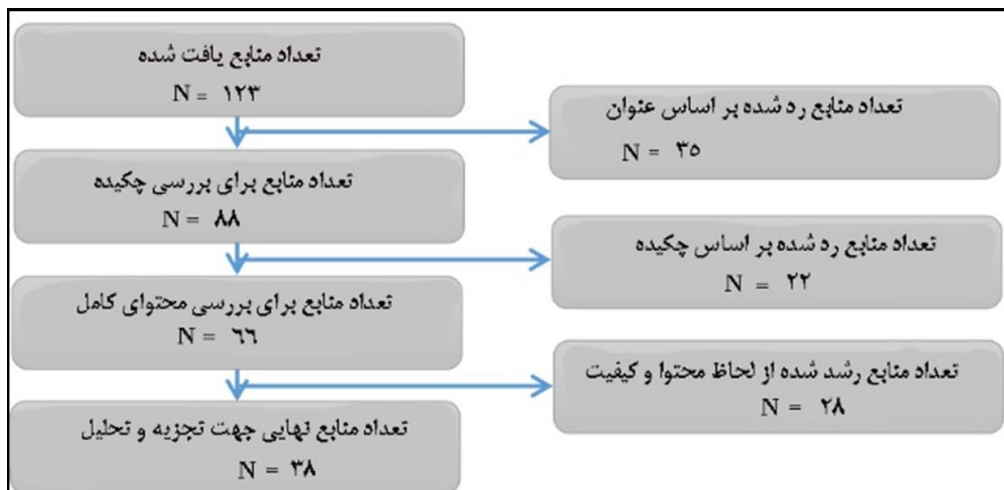 تعداد منابع یافت شده
N = ۱۲۳
تعداد منابع رد شده بر اساس عنوان
N = ۳۵
تعداد منابع برای بررسی چکیده
N = ۸۸
تعداد منابع رد شده بر اساس چکیده
N = ۲۲
تعداد منابع برای بررسی محتوای کامل
N = ٦٦
تعداد منابع رشد شده از لحاظ محتوا و کیفیت
N = ۲۸
تعداد منابع نهایی جهت تجزیه و تحلیل
N = ۳۸